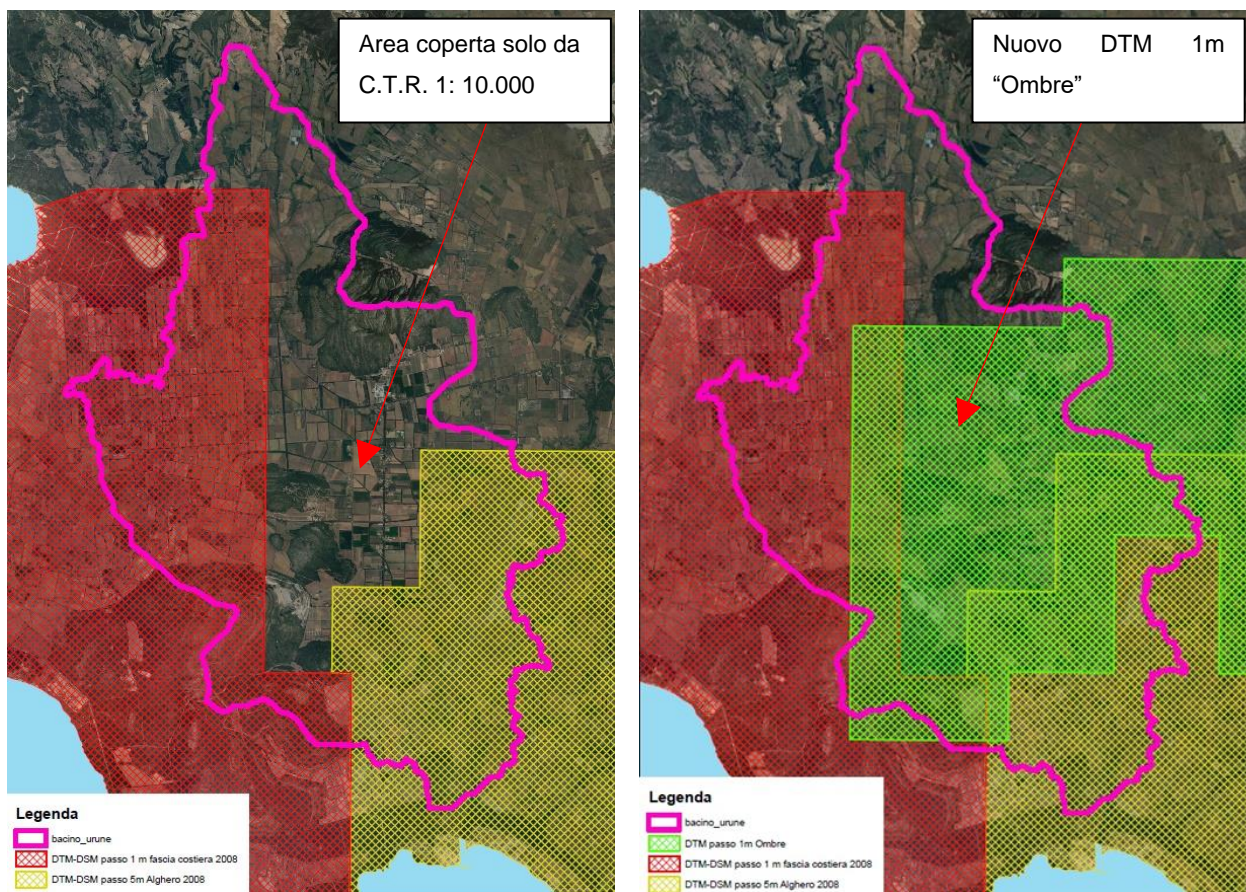 Area coperta solo da
C.T.R. 1: 10.000
Legenda
bacino_urune
DTM-DSM passo 1 m fascia costiera 2008
DTM-DSM passo 5m Alghero 2008
Nuovo DTM 1m
“Ombre”
Legenda
bacino_urune
DTM passo 1m Ombre
DTM-DSM passo 1 m fascia costiera 2008
DTM-DSM passo 5m Alghero 2008